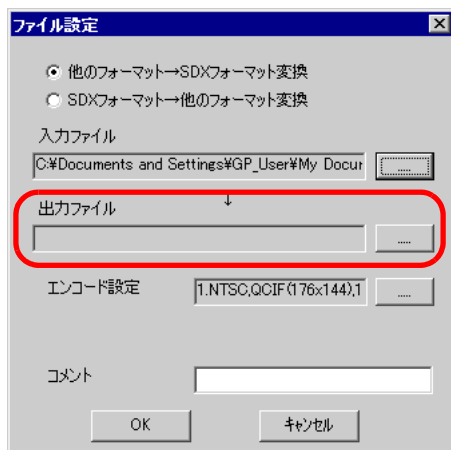 ファイル設定
他のフォーマット→SDXフォーマット変換
SDXフォーマット→他のフォーマット変換
入力ファイル
C:¥Documents and Settings¥GP_User¥My Docur
.....
↓
出力ファイル
.....
エンコード設定
1.NTSC,QCIF(176x144),1
.....
コメント
OK
キャンセル